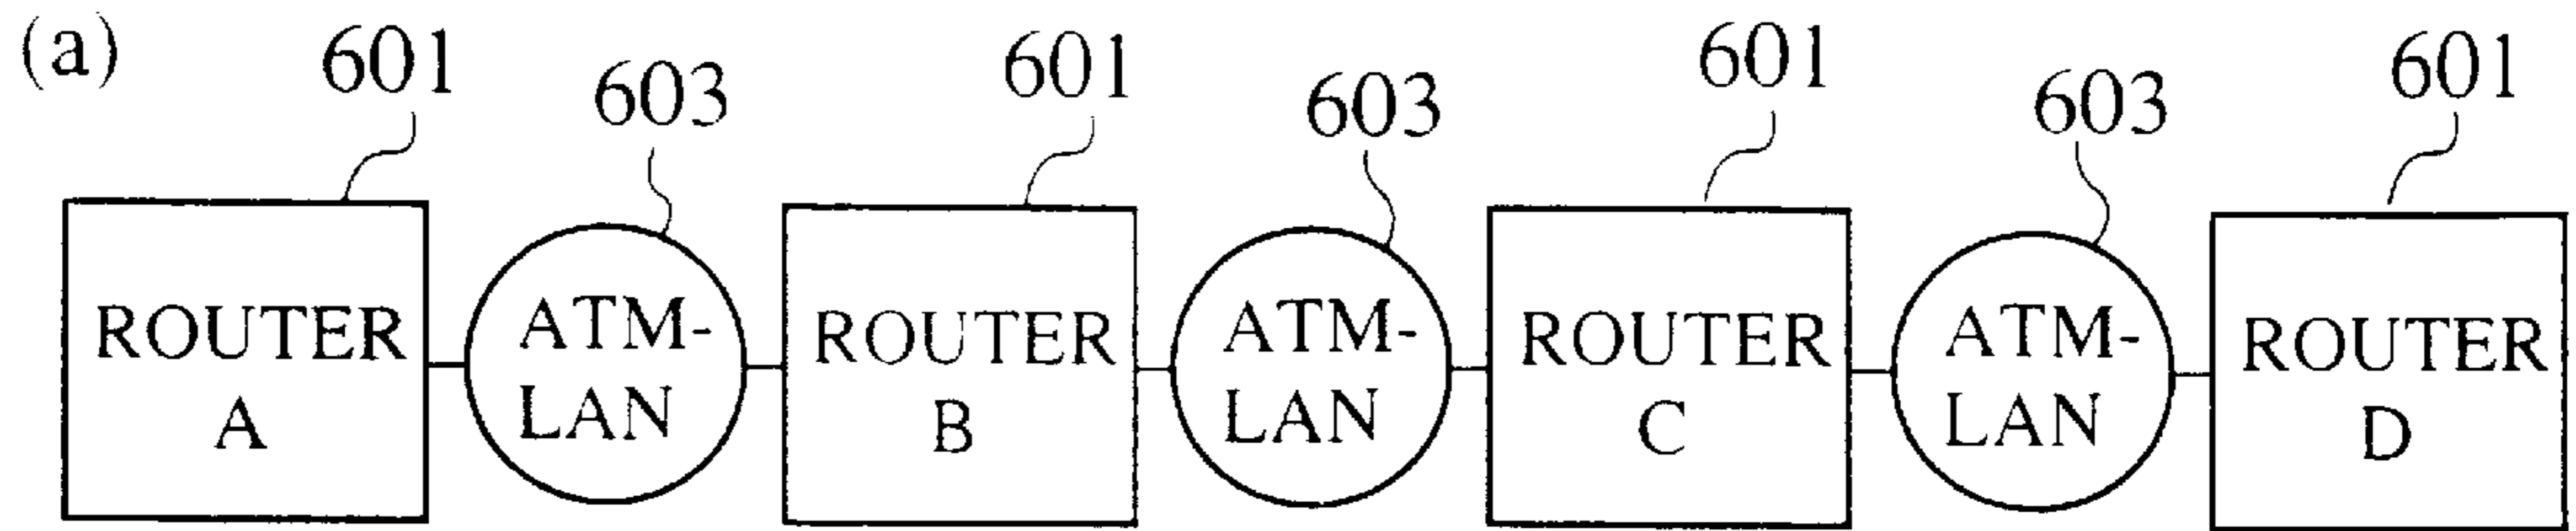 (a)
601
603
601
603
601
603
601
ROUTER
A
ATM-
LAN
ROUTER
B
ATM-
LAN
ROUTER
C
ATM-
LAN
ROUTER
D